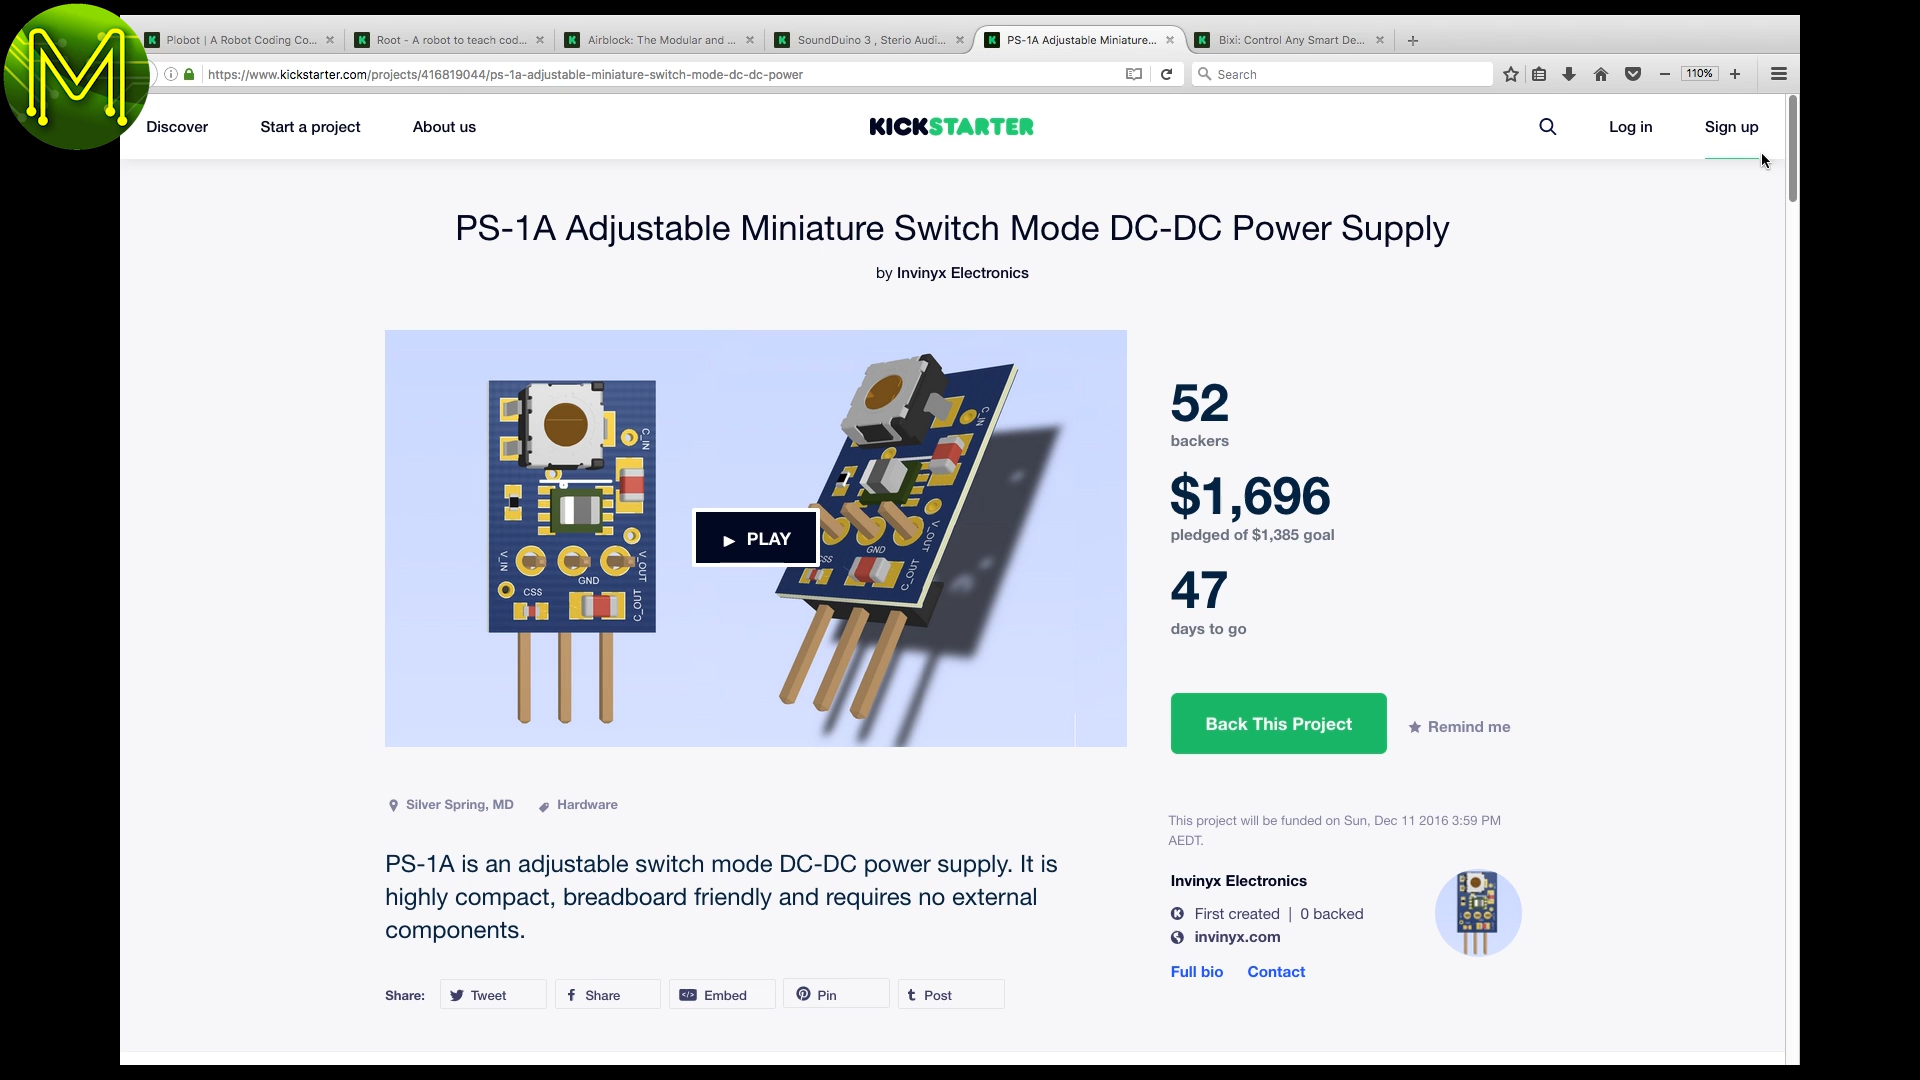 M
Plobot | A Robot Coding Co...
Root - A robot to teach cod...
Airblock: The Modular and ...
SoundDuino 3 , Sterio Audi...
PS-1A Adjustable Miniature...
Bixi: Control Any Smart De...
https://www.kickstarter.com/projects/416819044/ps-1a-adjustable-miniature-switch-mode-dc-dc-power
Search
110%
Discover
Start a project
About us
KICKSTARTER
Log in
Sign up
PS-1A Adjustable Miniature Switch Mode DC-DC Power Supply
by Invinyx Electronics
C_IN
V_IN
V_OUT
GND
CSS
C_OUT
C_IN
V_OUT
GND
CSS
C_OUT
PLAY
52
backers
$1,696
pledged of $1,385 goal
47
days to go
Back This Project
Remind me
Silver Spring, MD
Hardware
This project will be funded on Sun, Dec 11 2016 3:59 PM
AEDT.
PS-1A is an adjustable switch mode DC-DC power supply. It is
highly compact, breadboard friendly and requires no external
components.
Invinyx Electronics
First created | 0 backed
invinyx.com
Full bio
Contact
Share:
Tweet
Share
Embed
Pin
Post